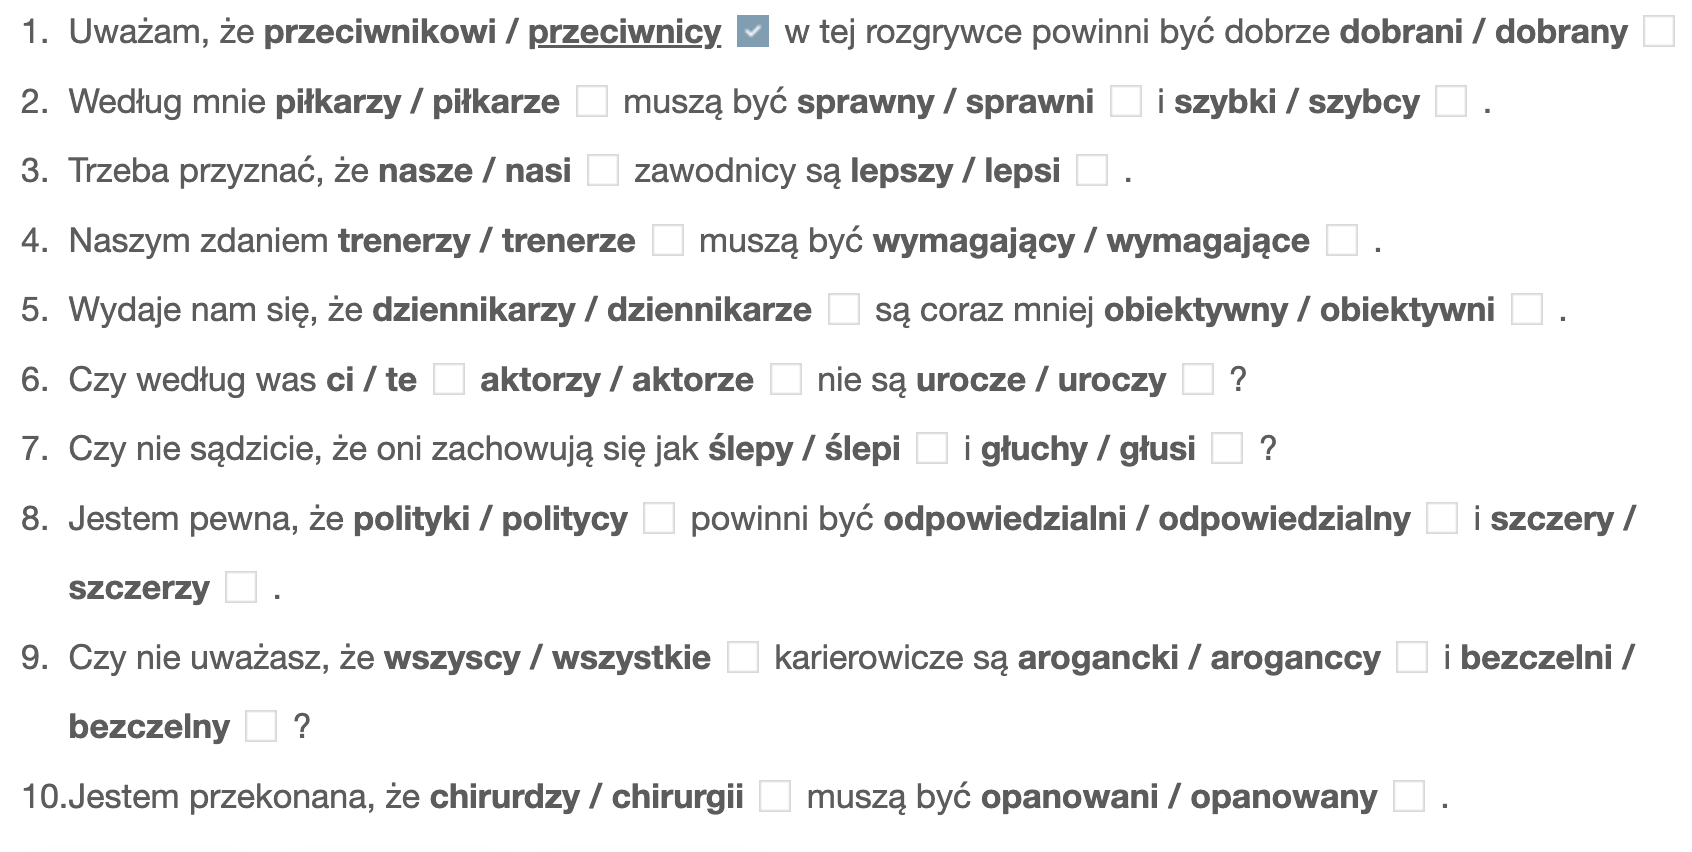 1. Uważam, że przeciwnikowi / przeciwnicy w tej rozgrywce powinni być dobrze dobrani / dobrany
2. Według mnie piłkarzy / piłkarze muszą być sprawny / sprawni i szybki / szybcy .
3. Trzeba przyznać, że nasze / nasi zawodnicy są lepszy / lepsi .
4. Naszym zdaniem trenerzy / trenerze muszą być wymagający / wymagające .
5. Wydaje nam się, że dziennikarzy / dziennikarze są coraz mniej obiektywny / obiektywni .
6. Czy według was ci / te aktorzy / aktorze nie są urocze / uroczy ?
7. Czy nie sądzicie, że oni zachowują się jak ślepy / ślepi i głuchy / głusi ?
8. Jestem pewna, że polityki / politycy powinni być odpowiedzialni / odpowiedzialny i szczery /
szczerzy .
9. Czy nie uważasz, że wszyscy / wszystkie karierowicze są arogancki / aroganccy i bezczelni /
bezczelny ?
10.Jestem przekonana, że chirurdzy / chirurgii muszą być opanowani / opanowany .